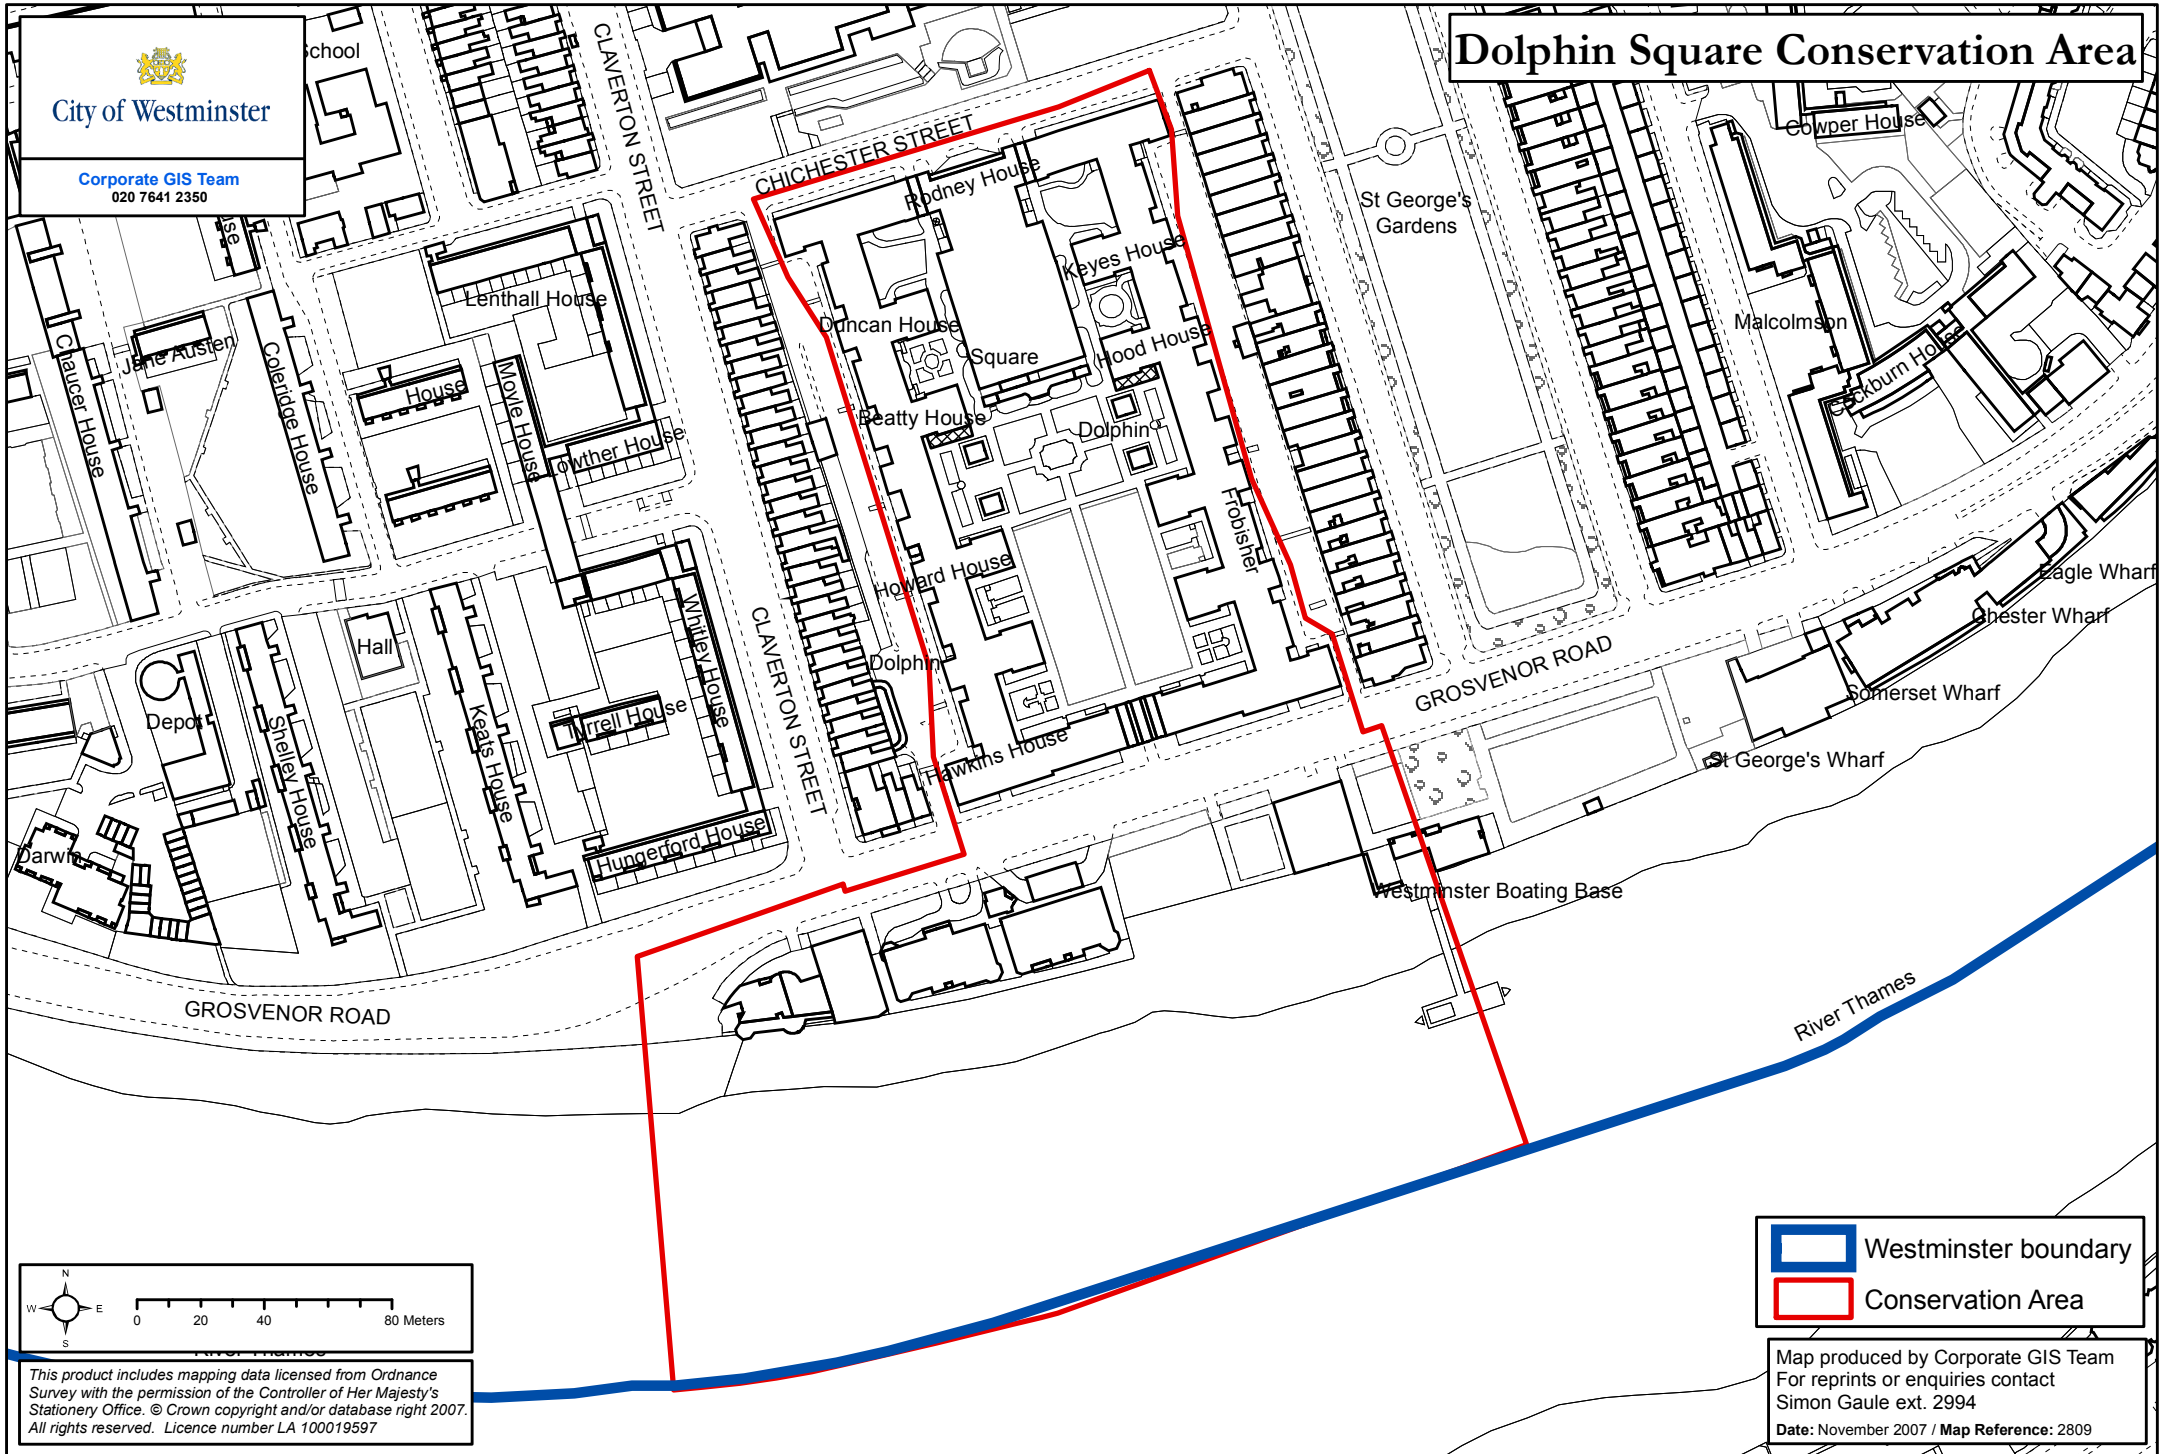 City of Westminster
Corporate GIS Team
020 7641 2350
Dolphin Square Conservation Area
CLAVERTON STREET
CHICHESTER STREET
Rodney House
Cowper House
St George's
Gardens
Keyes House
Lenthall House
Duncan House
Square
Hood House
Malcolmson
Cockburn House
Jane Austen
House
Chaucer House
Coleridge House
Moyle House
Lowther House
Beatty House
Dolphin
Frobisher
Howard House
Eagle Wharf
Chester Wharf
Hall
Whitley House
CLAVERTON STREET
Dolphin
GROSVENOR ROAD
Somerset Wharf
Depot
Shelley House
Keats House
Tyrrell House
Hawkins House
St George's Wharf
Darwin
Hungerford House
Westminster Boating Base
GROSVENOR ROAD
River Thames
Westminster boundary
Conservation Area
N
W
E
S
0 20 40 80 Meters
This product includes mapping data licensed from Ordnance
Survey with the permission of the Controller of Her Majesty's
Stationery Office. © Crown copyright and/or database right 2007.
All rights reserved. Licence number LA 100019597
Map produced by Corporate GIS Team
For reprints or enquiries contact
Simon Gaule ext. 2994
Date: November 2007 / Map Reference: 2809